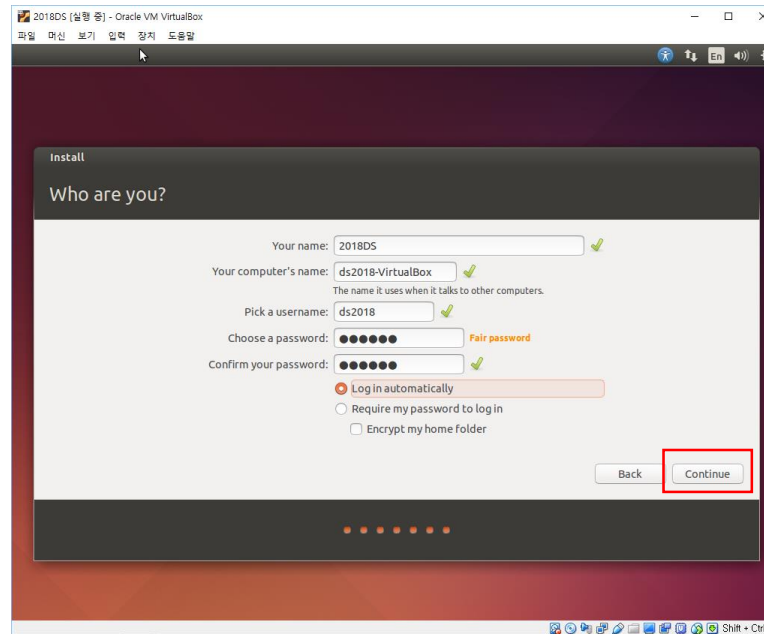 2018DS [실행 중] - Oracle VM VirtualBox
파일 머신 보기 입력 장치 도움말
En
Install
Who are you?
Your name: 2018DS
Your computer's name: ds2018-VirtualBox
The name it uses when it talks to other computers.
Pick a username: ds2018
Choose a password: ●●●●●● Fair password
Confirm your password: ●●●●●●
Log in automatically
Require my password to log in
Encrypt my home folder
Back Continue
Shift + Ctrl